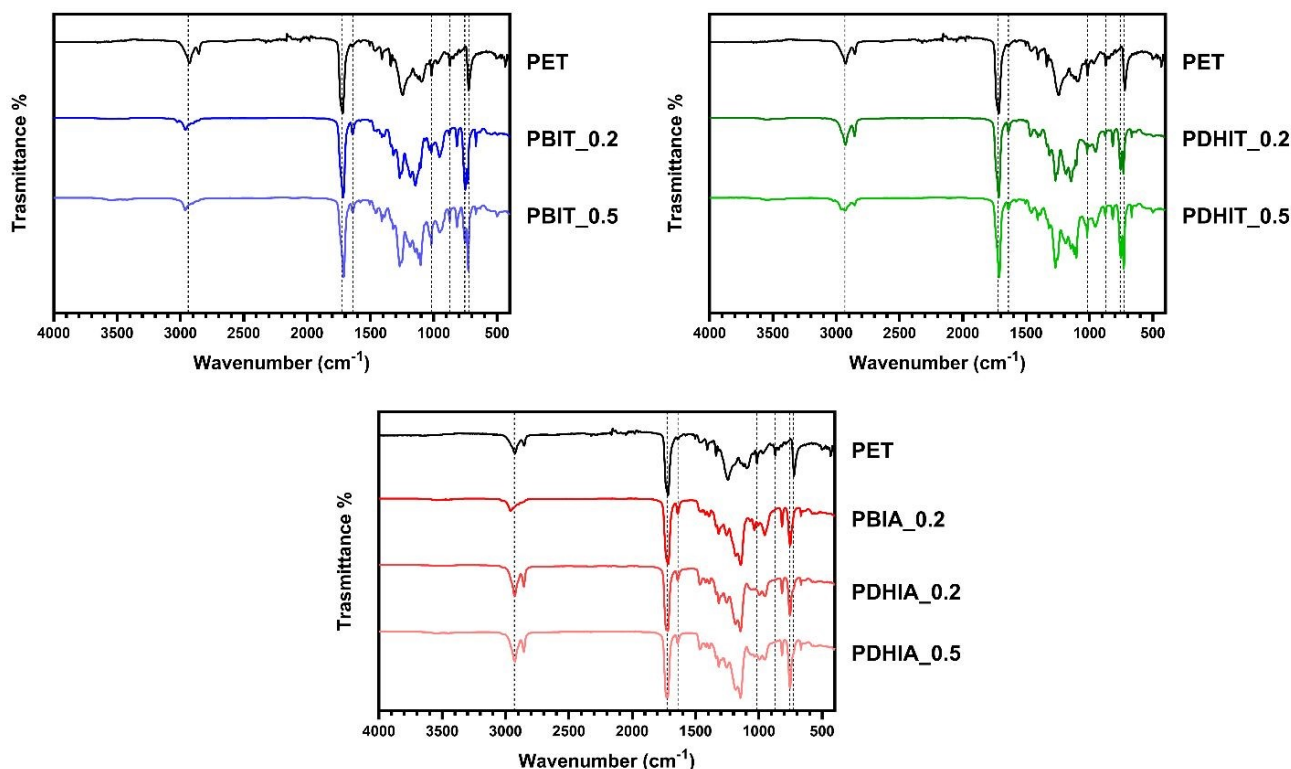 Trasmittance %
PET
PBIT_0.2
PBIT_0.5
4000 3500 3000 2500 2000 1500 1000 500
Wavenumber (cm-1)
Trasmittance %
PET
PDHIT_0.2
PDHIT_0.5
4000 3500 3000 2500 2000 1500 1000 500
Wavenumber (cm-1)
Trasmittance %
PET
PBIA_0.2
PDHIA_0.2
PDHIA_0.5
4000 3500 3000 2500 2000 1500 1000 500
Wavenumber (cm-1)